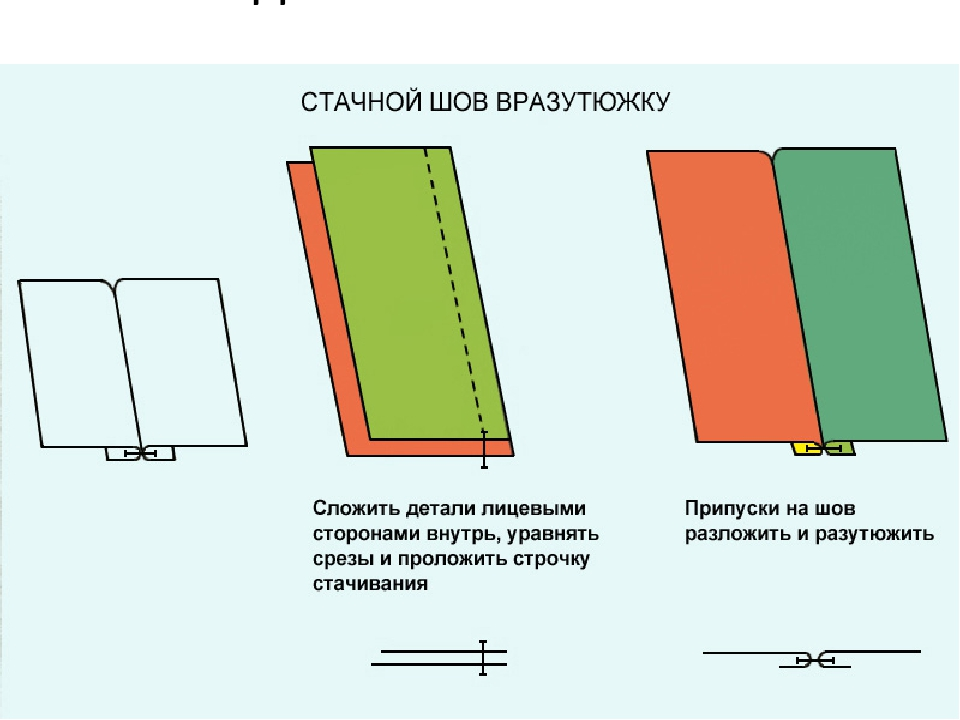 СТАЧНОЙ ШОВ ВРАЗУТЮЖКУ
Сложить детали лицевыми
сторонами внутрь, уравнять
срезы и проложить строчку
стачивания
Припуски на шов
разложить и разутюжить